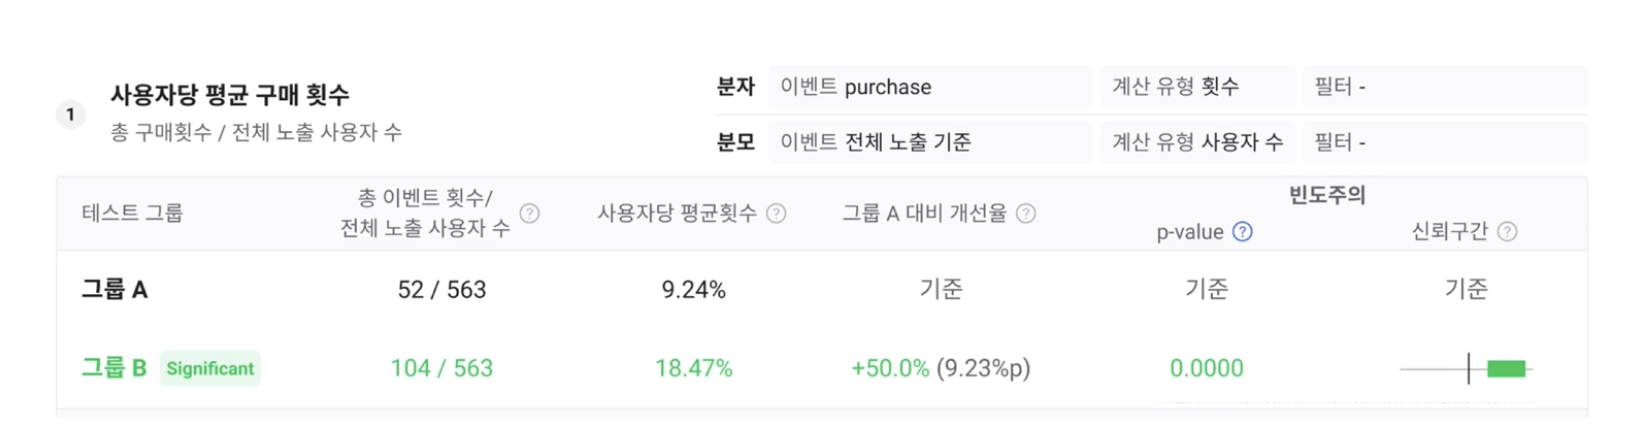 1
사용자당 평균 구매 횟수
총 구매횟수 / 전체 노출 사용자 수
분자 이벤트 purchase 계산 유형 횟수 필터 -
분모 이벤트 전체 노출 기준 계산 유형 사용자 수 필터 -
테스트 그룹
총 이벤트 횟수/
전체 노출 사용자 수 ?
사용자당 평균횟수 ?
그룹 A 대비 개선율 ?
빈도주의
p-value ? 신뢰구간 ?
그룹 A 52 / 563 9.24% 기준 기준 기준
그룹 B Significant 104 / 563 18.47% +50.0% (9.23%p) 0.0000